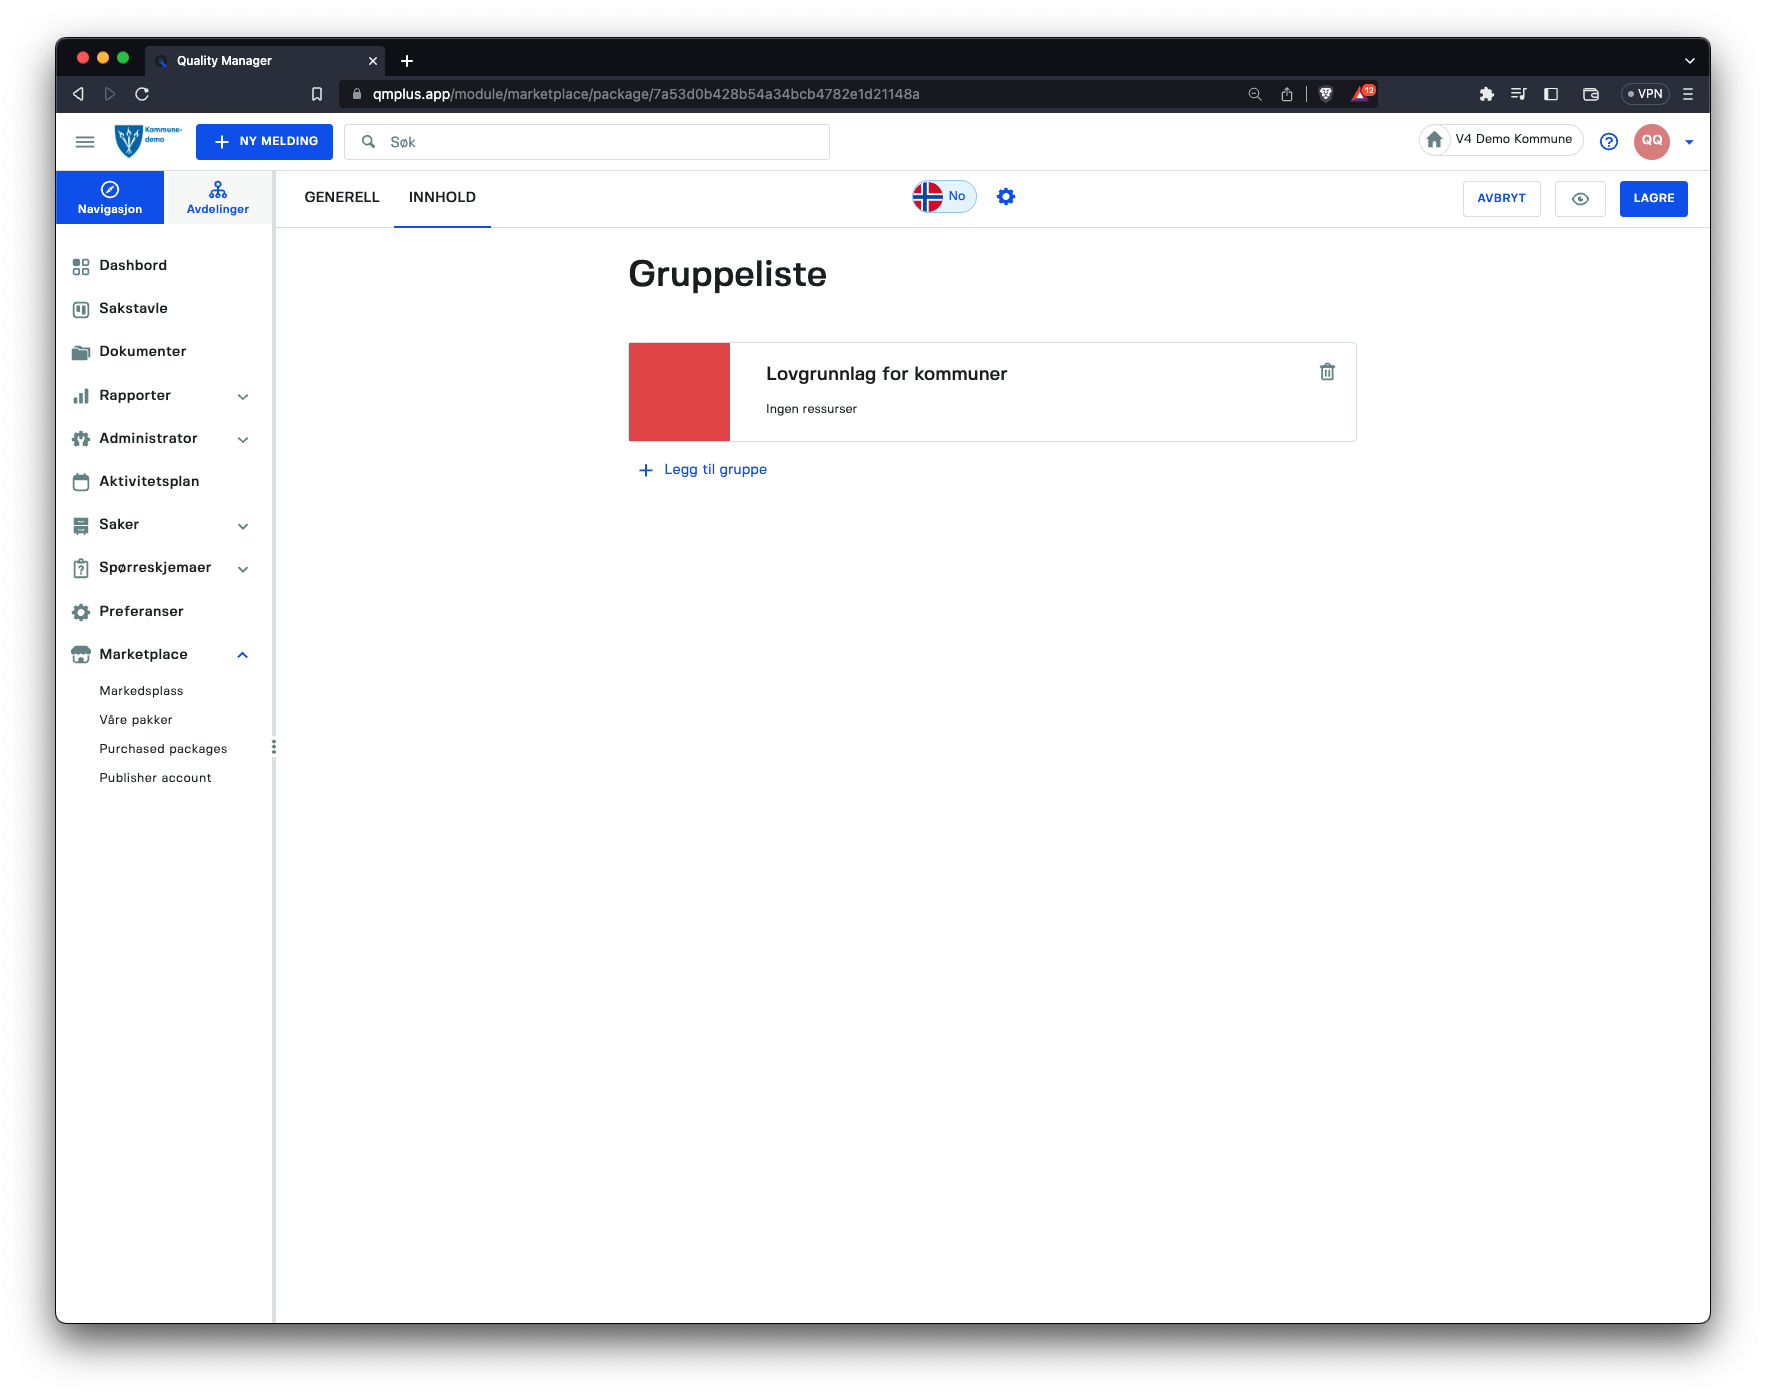 Quality Manager
qmplus.app/module/marketplace/package/7a53d0b428b54a34bcb4782e1d21148a
12
VPN
Kommune-
demo
NY MELDING
Søk
V4 Demo Kommune
QQ
Navigasjon
Avdelinger
GENERELL
INNHOLD
No
AVBRYT
LAGRE
Dashbord
Sakstavle
Dokumenter
Rapporter
Administrator
Aktivitetsplan
Saker
Spørreskjemaer
Preferanser
Marketplace
Markedsplass
Våre pakker
Purchased packages
Publisher account
Gruppeliste
Lovgrunnlag for kommuner
Ingen ressurser
Legg til gruppe